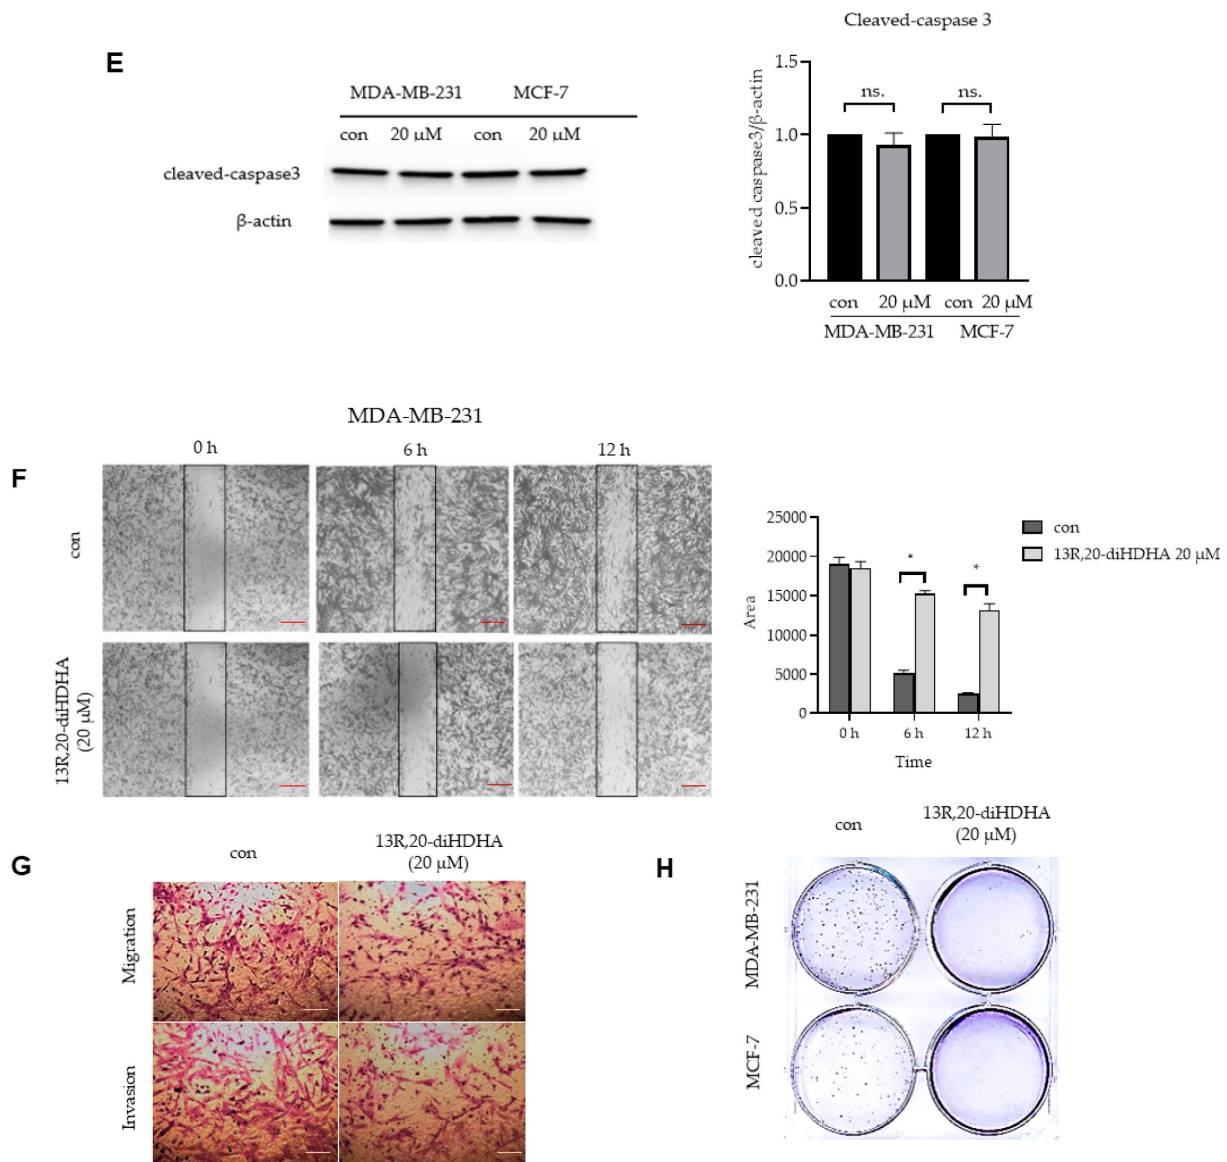 E
MDA-MB-231 MCF-7
con 20 μM con 20 μM
cleaved-caspase3
β-actin
Cleaved-caspase 3
cleaved caspase3/β-actin
1.5
1.0
0.5
0.0
ns. ns.
con 20 μM con 20 μM
MDA-MB-231 MCF-7
F
MDA-MB-231
0 h 6 h 12 h
con
13R,20-diHDHA
(20 μM)
Area
25000
20000
15000
10000
5000
0
* *
0 h 6 h 12 h
Time
con
13R,20-diHDHA 20 μM
G
con
13R,20-diHDHA
(20 μM)
Migration
Invasion
H
con
13R,20-diHDHA
(20 μM)
MDA-MB-231
MCF-7